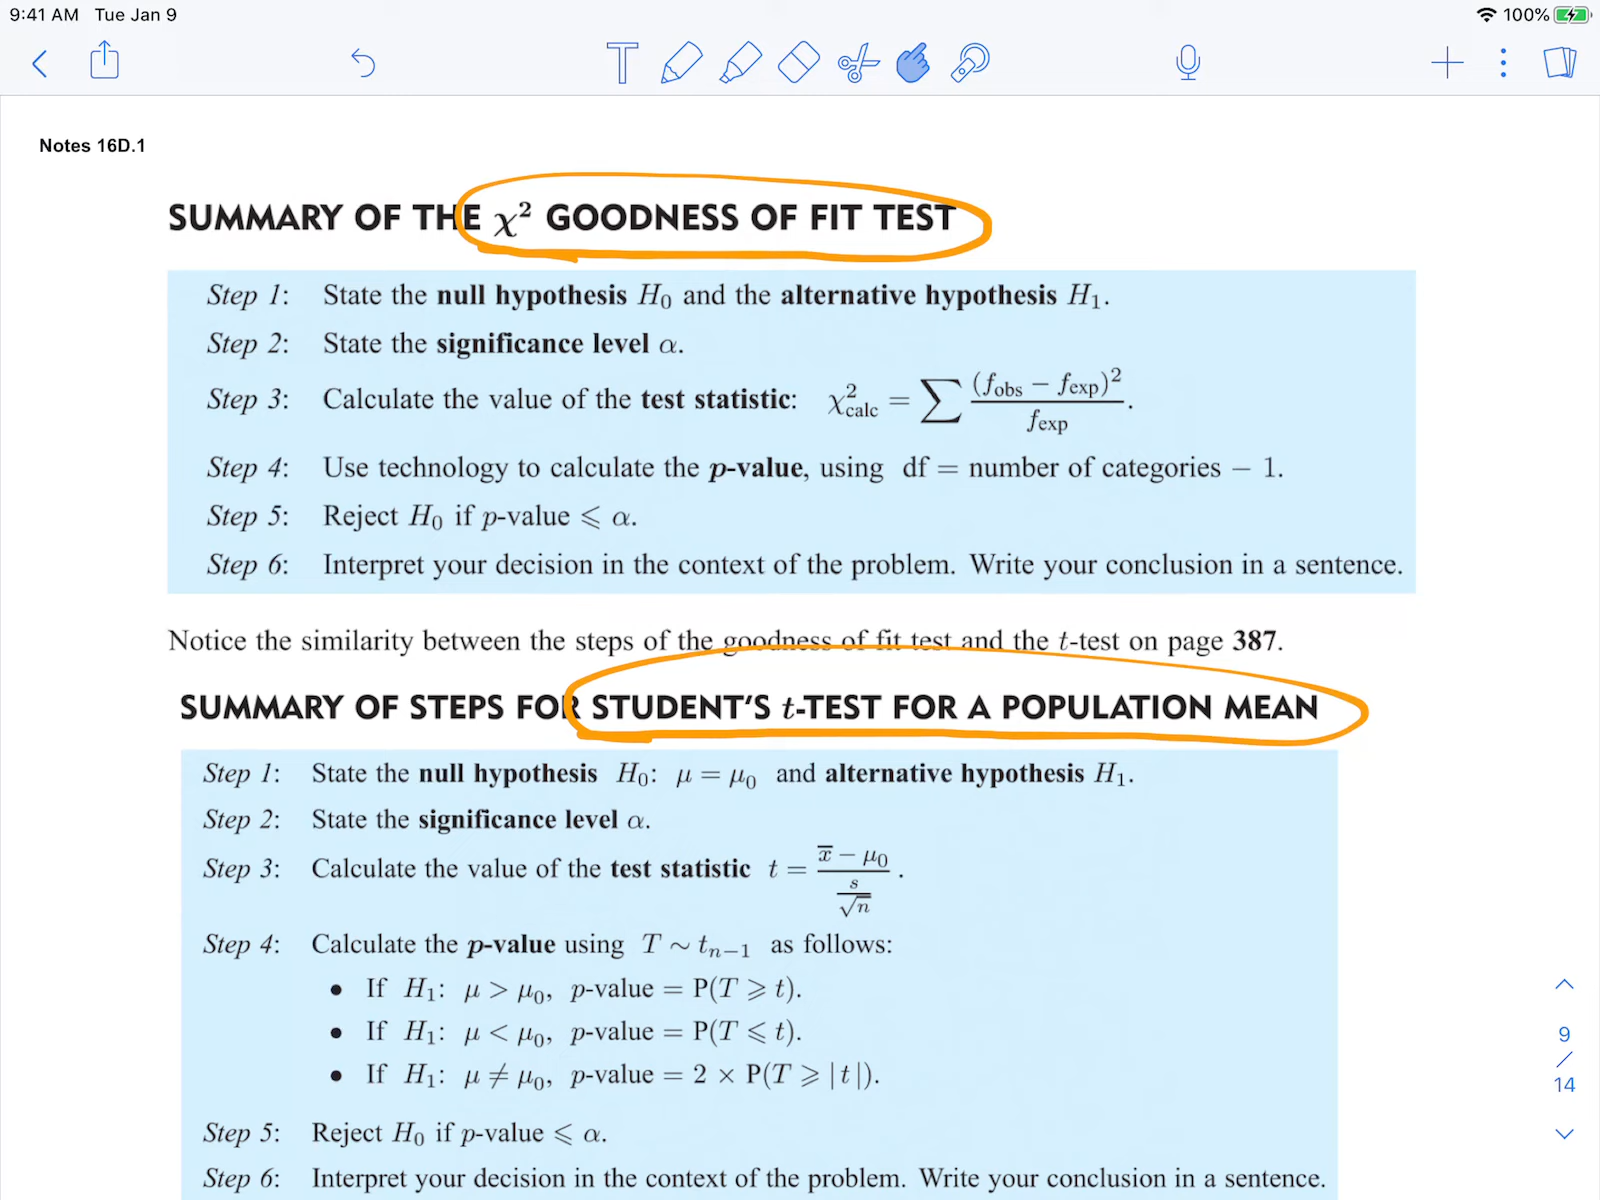 9:41 AM Tue Jan 9 100%
Notes 16D.1
SUMMARY OF THE χ² GOODNESS OF FIT TEST
Step 1: State the null hypothesis H₀ and the alternative hypothesis H₁.
Step 2: State the significance level α.
Step 3: Calculate the value of the test statistic: χ²calc = ∑ (fobs − fexp)² / fexp .
Step 4: Use technology to calculate the p-value, using df = number of categories − 1.
Step 5: Reject H₀ if p-value ⩽ α.
Step 6: Interpret your decision in the context of the problem. Write your conclusion in a sentence.
Notice the similarity between the steps of the goodness of fit test and the t-test on page 387.
SUMMARY OF STEPS FOR STUDENT'S t-TEST FOR A POPULATION MEAN
Step 1: State the null hypothesis H₀: μ = μ₀ and alternative hypothesis H₁.
Step 2: State the significance level α.
Step 3: Calculate the value of the test statistic t = (x̅ − μ₀) / (s / √n) .
Step 4: Calculate the p-value using T ~ tₙ₋₁ as follows:
• If H₁: μ > μ₀, p-value = P(T ⩾ t).
• If H₁: μ < μ₀, p-value = P(T ⩽ t).
• If H₁: μ ≠ μ₀, p-value = 2 × P(T ⩾ |t|).
Step 5: Reject H₀ if p-value ⩽ α.
Step 6: Interpret your decision in the context of the problem. Write your conclusion in a sentence.
9
/
14